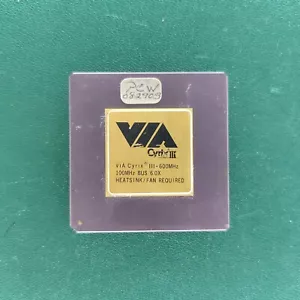 VIA
Cyrix III
VIA Cyrix® III-600MHz
100MHz BUS 6.0X
HEATSINK/FAN REQUIRED